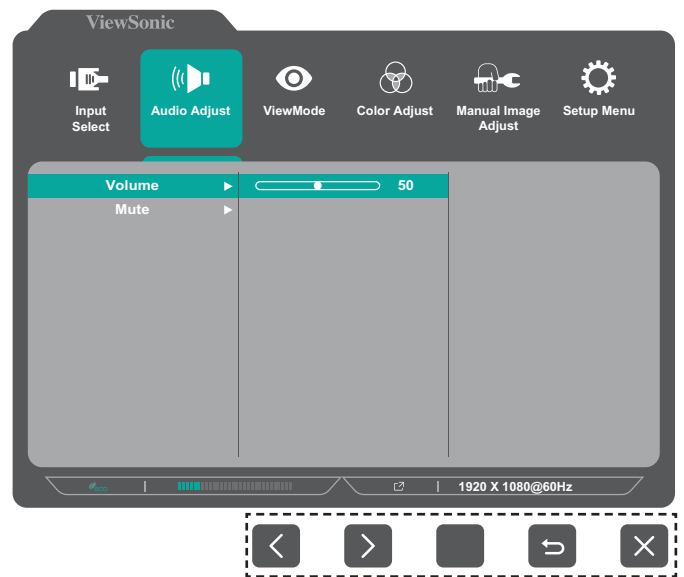 ViewSonic
Input
Select
Audio Adjust
ViewMode
Color Adjust
Manual Image
Adjust
Setup Menu
Volume
50
Mute
eco
1920 X 1080@60Hz